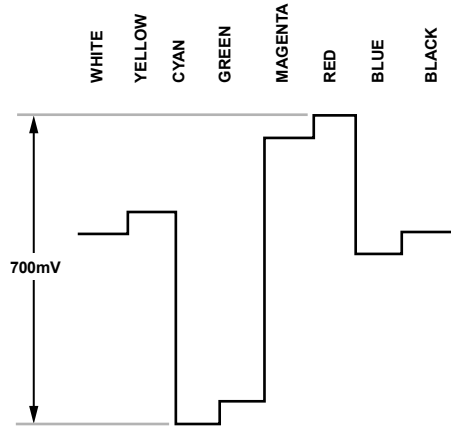 WHITE
YELLOW
CYAN
GREEN
MAGENTA
RED
BLUE
BLACK
700mV